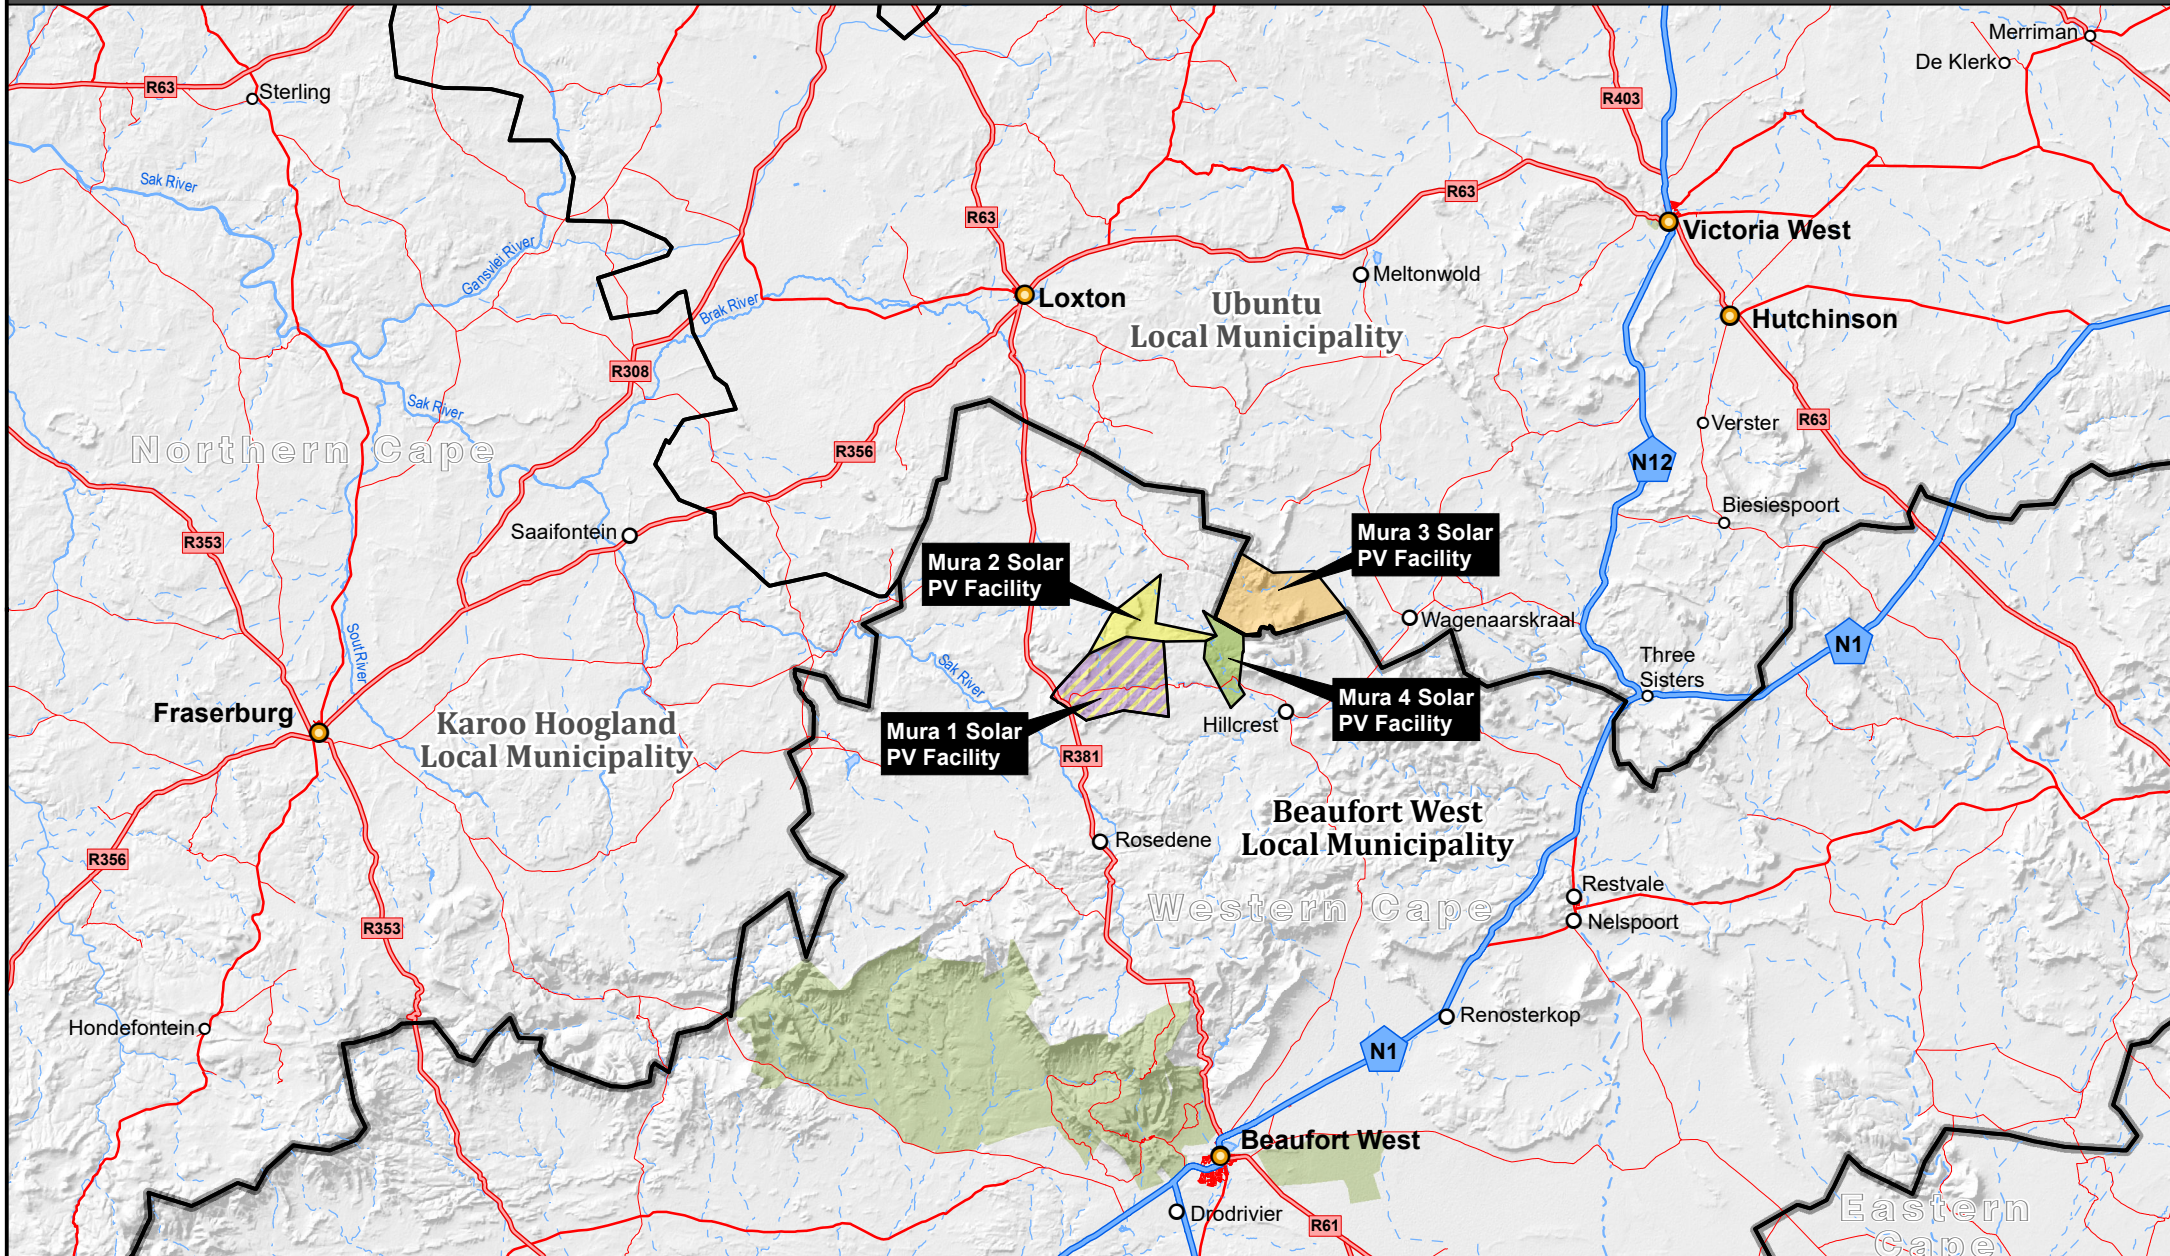 Merriman
De Klerk
R63
Sterling
R403
Sak River
R63
R63
Victoria West
Gansvlei River
Meltonwold
Loxton
Brak River
Ubuntu
Local Municipality
Hutchinson
R308
Sak River
Northern Cape
R356
Verster
R63
N12
Biesiespoort
Saaifontein
R353
Mura 3 Solar
PV Facility
Mura 2 Solar
PV Facility
Wagenaarskraal
Sout River
Sak River
N1
Three
Sisters
Mura 4 Solar
PV Facility
Fraserburg
Karoo Hoogland
Local Municipality
Hillcrest
Mura 1 Solar
PV Facility
R381
Beaufort West
Local Municipality
Rosedene
R356
Restvale
Western Cape
Nelspoort
R353
Renosterkop
Hondefontein
N1
Beaufort West
Drodrivier
R61
Eastern
Cape